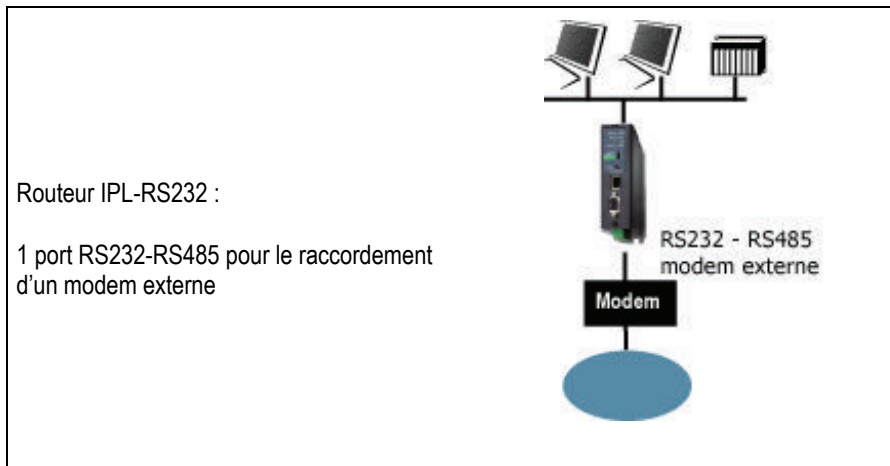 Routeur IPL-RS232 :
1 port RS232-RS485 pour le raccordement
d'un modem externe
RS232 - RS485
modem externe
Modem